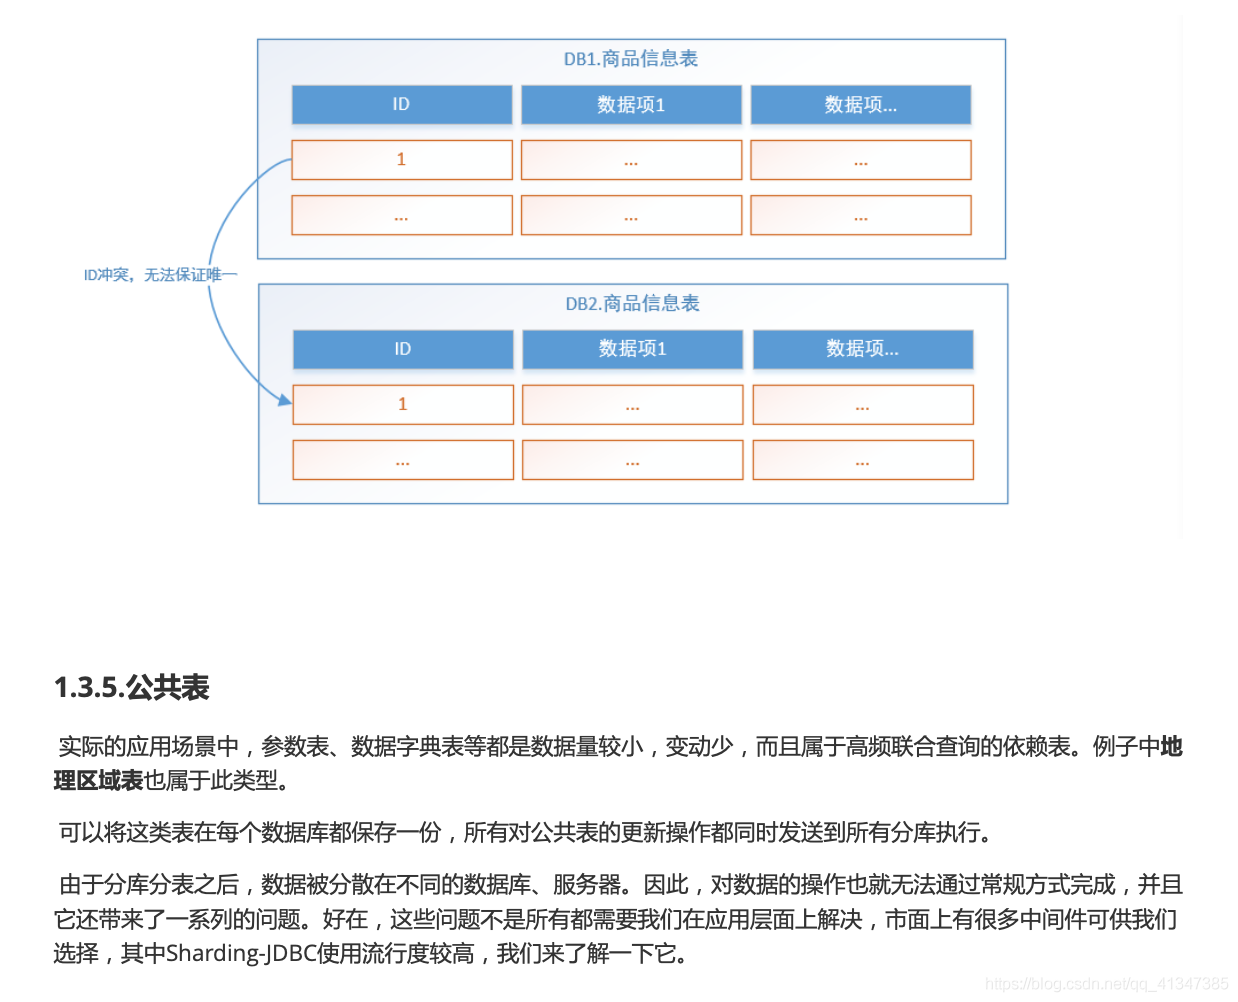 DB1.商品信息表
ID 数据项1 数据项...
1 ... ...
... ... ...
ID冲突，无法保证唯一
DB2.商品信息表
ID 数据项1 数据项...
1 ... ...
... ... ...
1.3.5.公共表
实际的应用场景中，参数表、数据字典表等都是数据量较小，变动少，而且属于高频联合查询的依赖表。例子中地
理区域表也属于此类型。
可以将这类表在每个数据库都保存一份，所有对公共表的更新操作都同时发送到所有分库执行。
由于分库分表之后，数据被分散在不同的数据库、服务器。因此，对数据的操作也就无法通过常规方式完成，并且
它还带来了一系列的问题。好在，这些问题不是所有都需要我们在应用层面上解决，市面上有很多中间件可供我们
选择，其中Sharding-JDBC使用流行度较高，我们来了解一下它。
https://blog.csdn.net/qq_41347385